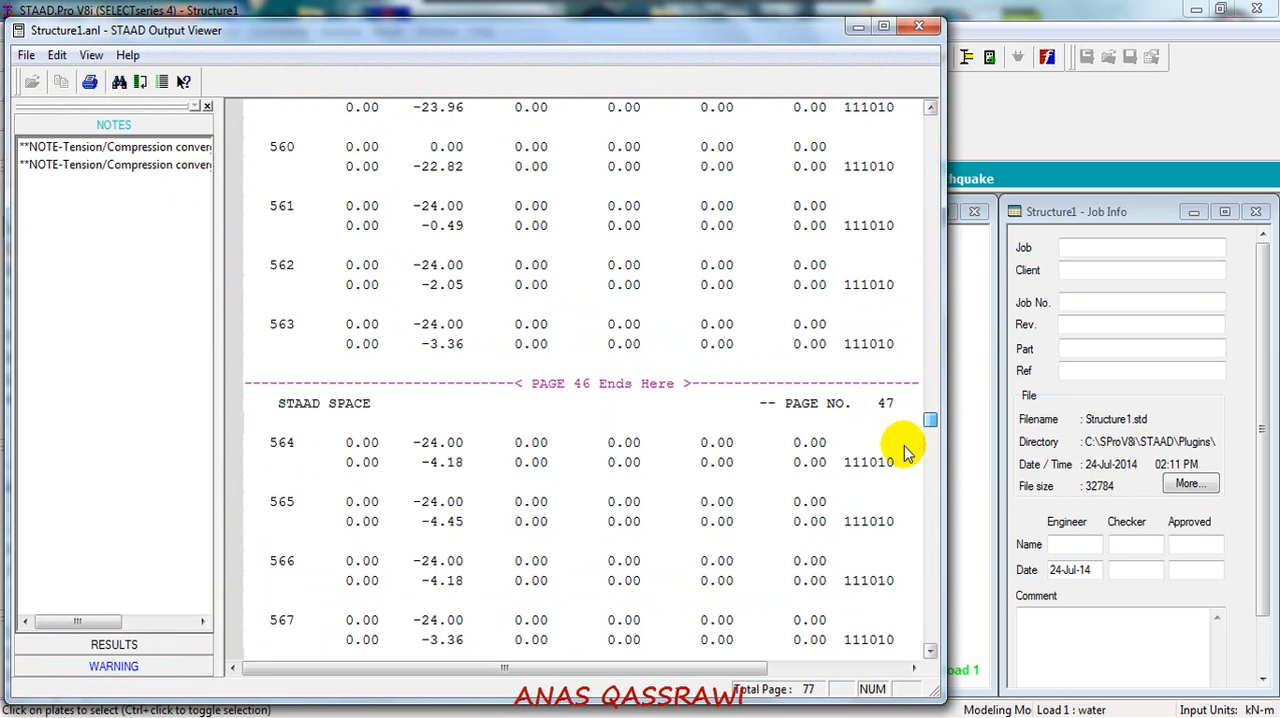 STAAD.Pro V8i (SELECTseries 4) - Structure1
Structure1.anl - STAAD Output Viewer
File Edit View Help
NOTES
**NOTE-Tension/Compression conver
**NOTE-Tension/Compression conver
RESULTS
WARNING
0.00 -23.96 0.00 0.00 0.00 0.00 111010
560 0.00 0.00 0.00 0.00 0.00 0.00
0.00 -22.82 0.00 0.00 0.00 0.00 111010
561 0.00 -24.00 0.00 0.00 0.00 0.00
0.00 -0.49 0.00 0.00 0.00 0.00 111010
562 0.00 -24.00 0.00 0.00 0.00 0.00
0.00 -2.05 0.00 0.00 0.00 0.00 111010
563 0.00 -24.00 0.00 0.00 0.00 0.00
0.00 -3.36 0.00 0.00 0.00 0.00 111010
< PAGE 46 Ends Here >
STAAD SPACE -- PAGE NO. 47
564 0.00 -24.00 0.00 0.00 0.00 0.00
0.00 -4.18 0.00 0.00 0.00 0.00 111010
565 0.00 -24.00 0.00 0.00 0.00 0.00
0.00 -4.45 0.00 0.00 0.00 0.00 111010
566 0.00 -24.00 0.00 0.00 0.00 0.00
0.00 -4.18 0.00 0.00 0.00 0.00 111010
567 0.00 -24.00 0.00 0.00 0.00 0.00
0.00 -3.36 0.00 0.00 0.00 0.00 111010
Total Page : 77 NUM
hquake
Structure1 - Job Info
Job
Client
Job No.
Rev.
Part
Ref
File
Filename : Structure1.std
Directory : C:\SProV8i\STAAD\Plugins\
Date / Time : 24-Jul-2014 02:11 PM
File size : 32784 More...
Engineer Checker Approved
Name
Date 24-Jul-14
Comment
oad 1
ANAS QASSRAWI
Click on plates to select (Ctrl+click to toggle selection)
Modeling Mo Load 1 : water Input Units: kN-m